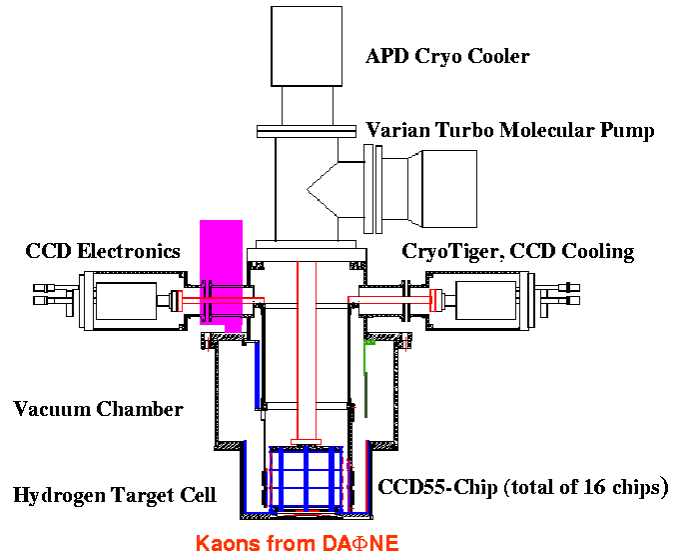 APD Cryo Cooler
Varian Turbo Molecular Pump
CCD Electronics
CryoTiger, CCD Cooling
Vacuum Chamber
Hydrogen Target Cell
CCD55-Chip (total of 16 chips)
Kaons from DAΦNE